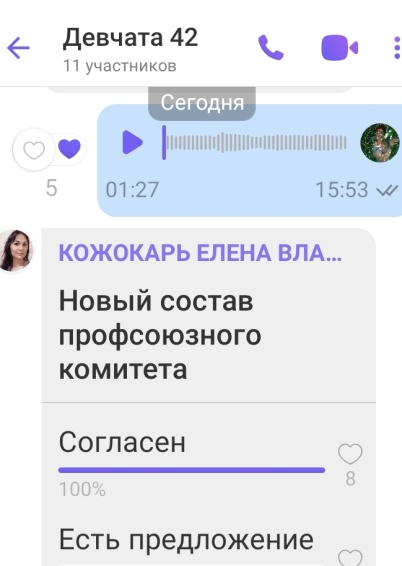 Девчата 42
11 участников
Сегодня
5
01:27
15:53
КОЖОКАРЬ ЕЛЕНА ВЛА...
Новый состав
профсоюзного
комитета
Согласен
8
100%
Есть предложение